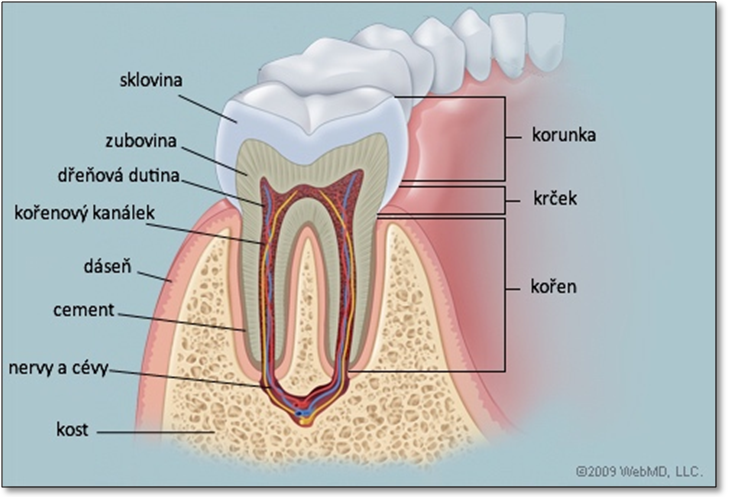 sklovina
zubovina
dřeňová dutina
kořenový kanálek
dáseň
cement
nervy a cévy
kost
korunka
krček
kořen
©2009 WebMD, LLC.